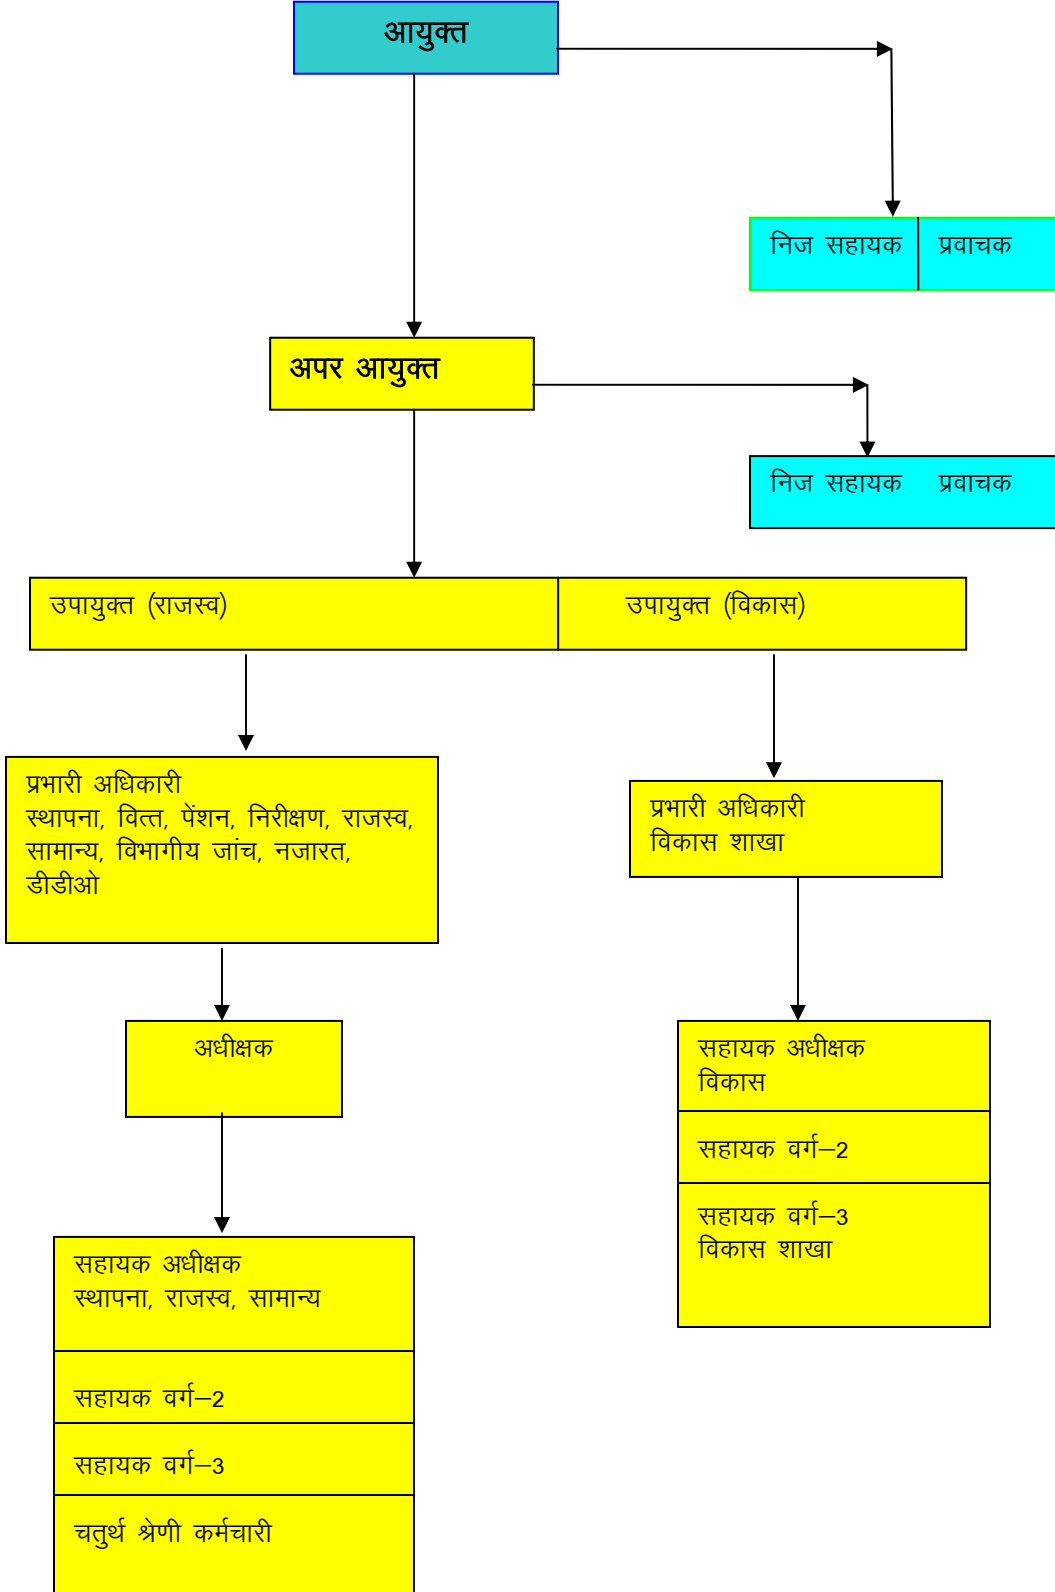 आयुक्त
निज सहायक प्रवाचक
अपर आयुक्त
निज सहायक प्रवाचक
उपायुक्त (राजस्व) उपायुक्त (विकास)
प्रभारी अधिकारी
स्थापना, वित्त, पेंशन, निरीक्षण, राजस्व,
सामान्य, विभागीय जांच, नजारत,
डीडीओ
प्रभारी अधिकारी
विकास शाखा
अधीक्षक
सहायक अधीक्षक
विकास
सहायक वर्ग–2
सहायक वर्ग–3
विकास शाखा
सहायक अधीक्षक
स्थापना, राजस्व, सामान्य
सहायक वर्ग–2
सहायक वर्ग–3
चतुर्थ श्रेणी कर्मचारी